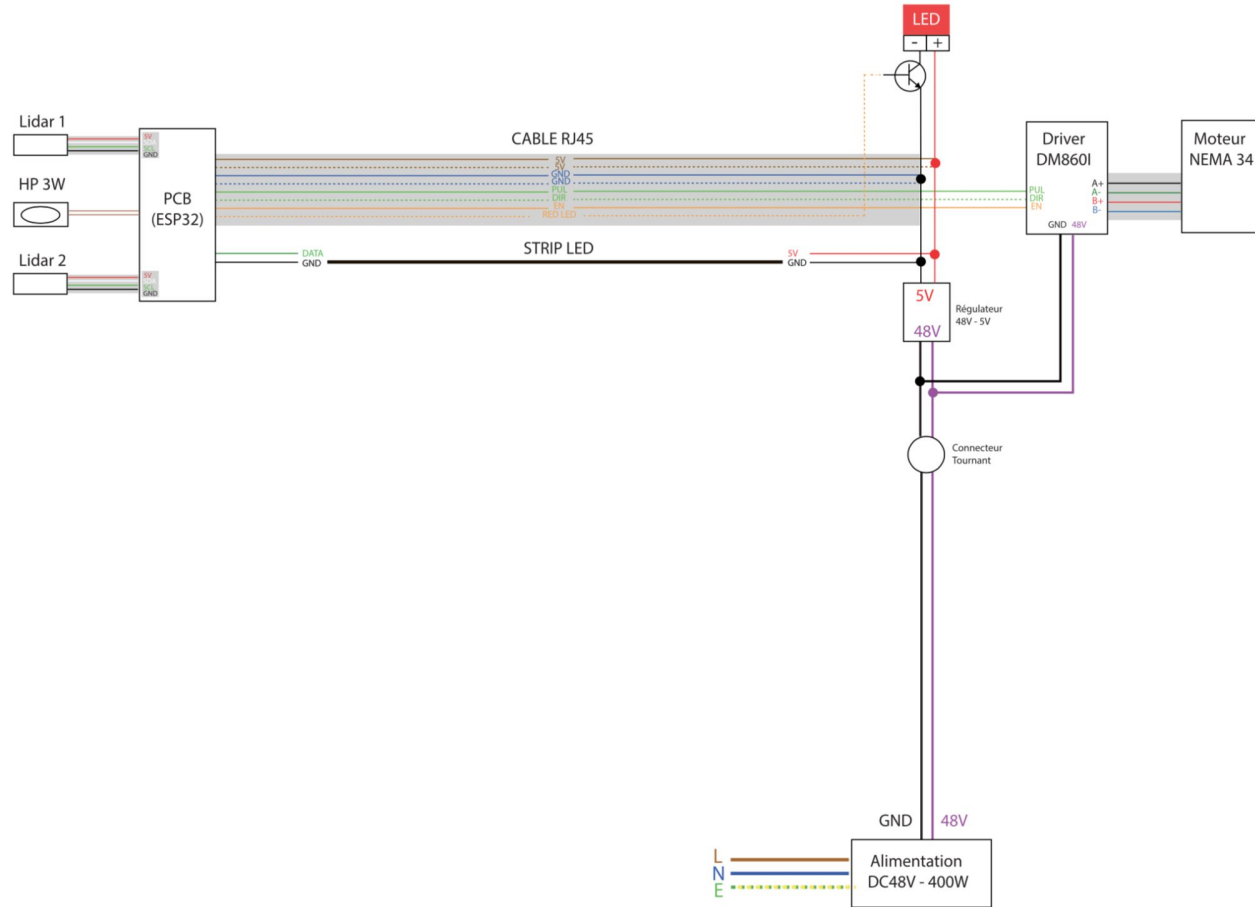 LED
- +
Lidar 1
5V
SCL
GND
HP 3W
PCB
(ESP32)
Lidar 2
5V
SCL
GND
CABLE RJ45
5V
5V
GND
GND
PUL
DIR
EN
RED LED
DATA
GND
STRIP LED
5V
GND
Driver
DM860I
PUL
DIR
EN
A+
A-
B+
B-
GND 48V
Moteur
NEMA 34
5V
48V
Régulateur
48V - 5V
Connecteur
Tournant
GND 48V
L
N
E
Alimentation
DC48V - 400W